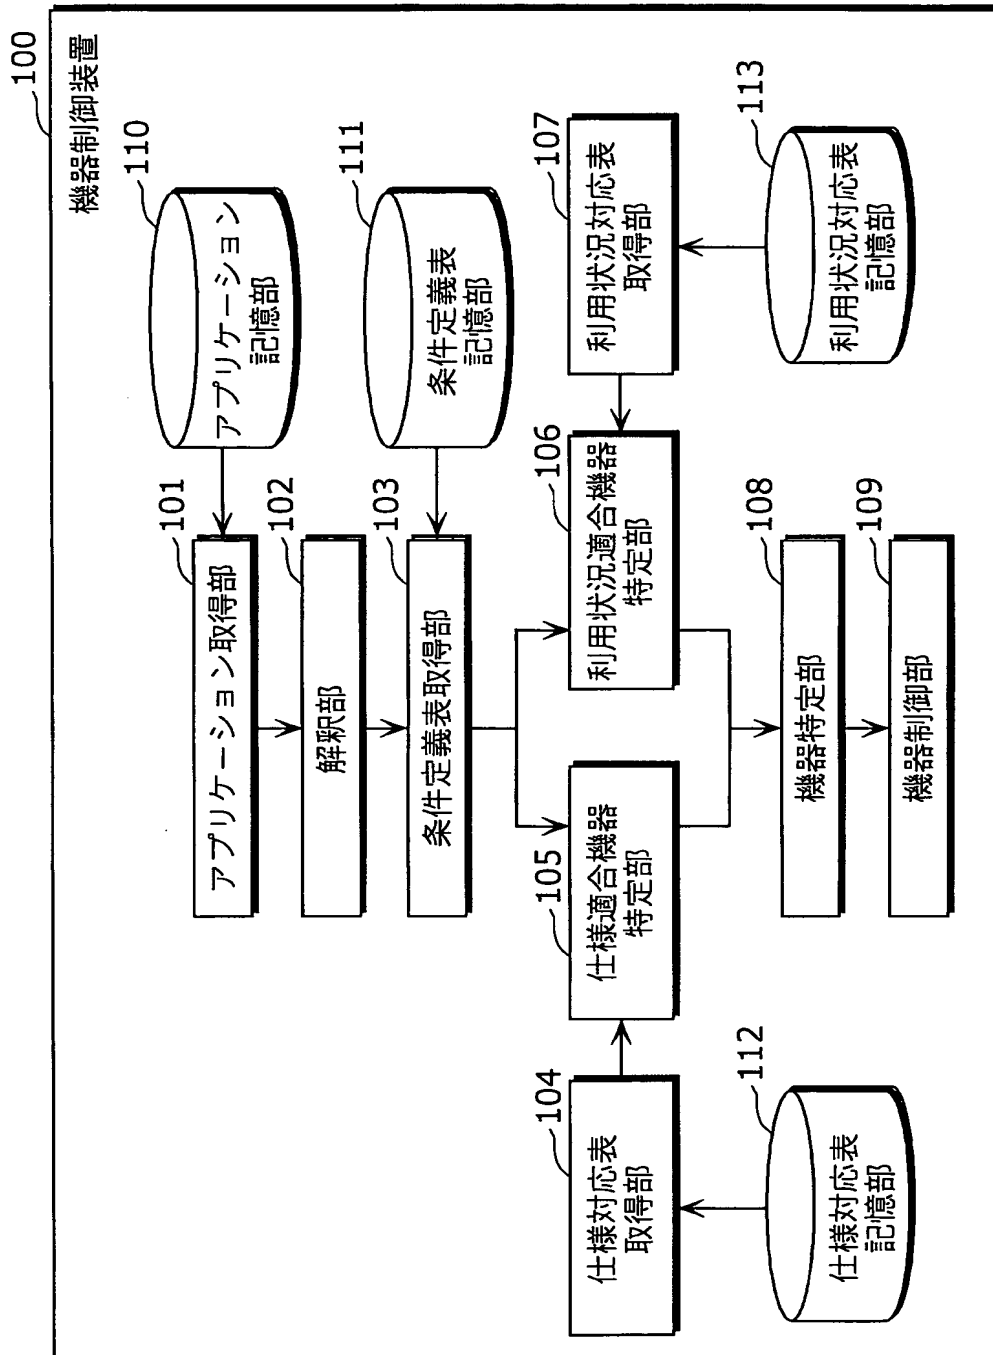 100
機器制御装置
101
アプリケーション取得部
110
アプリケーション
記憶部
102
解釈部
103
条件定義表取得部
111
条件定義表
記憶部
104
仕様対応表
取得部
105
仕様適合機器
特定部
106
利用状況適合機器
特定部
107
利用状況対応表
取得部
112
仕様対応表
記憶部
108
機器特定部
113
利用状況対応表
記憶部
109
機器制御部